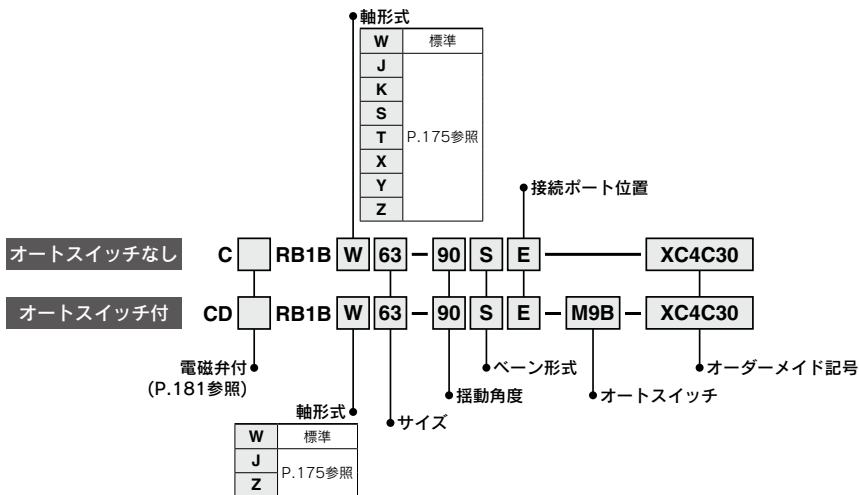 軸形式
W 標準
J
K
S
T P.175参照
X
Y
Z
接続ポート位置
オートスイッチなし C RB1B W 63 - 90 S E XC4C30
オートスイッチ付 CD RB1B W 63 - 90 S E - M9B - XC4C30
電磁弁付
(P.181参照)
ベーン形式
オーダーメイド記号
揺動角度
オートスイッチ
軸形式
サイズ
W 標準
J P.175参照
Z